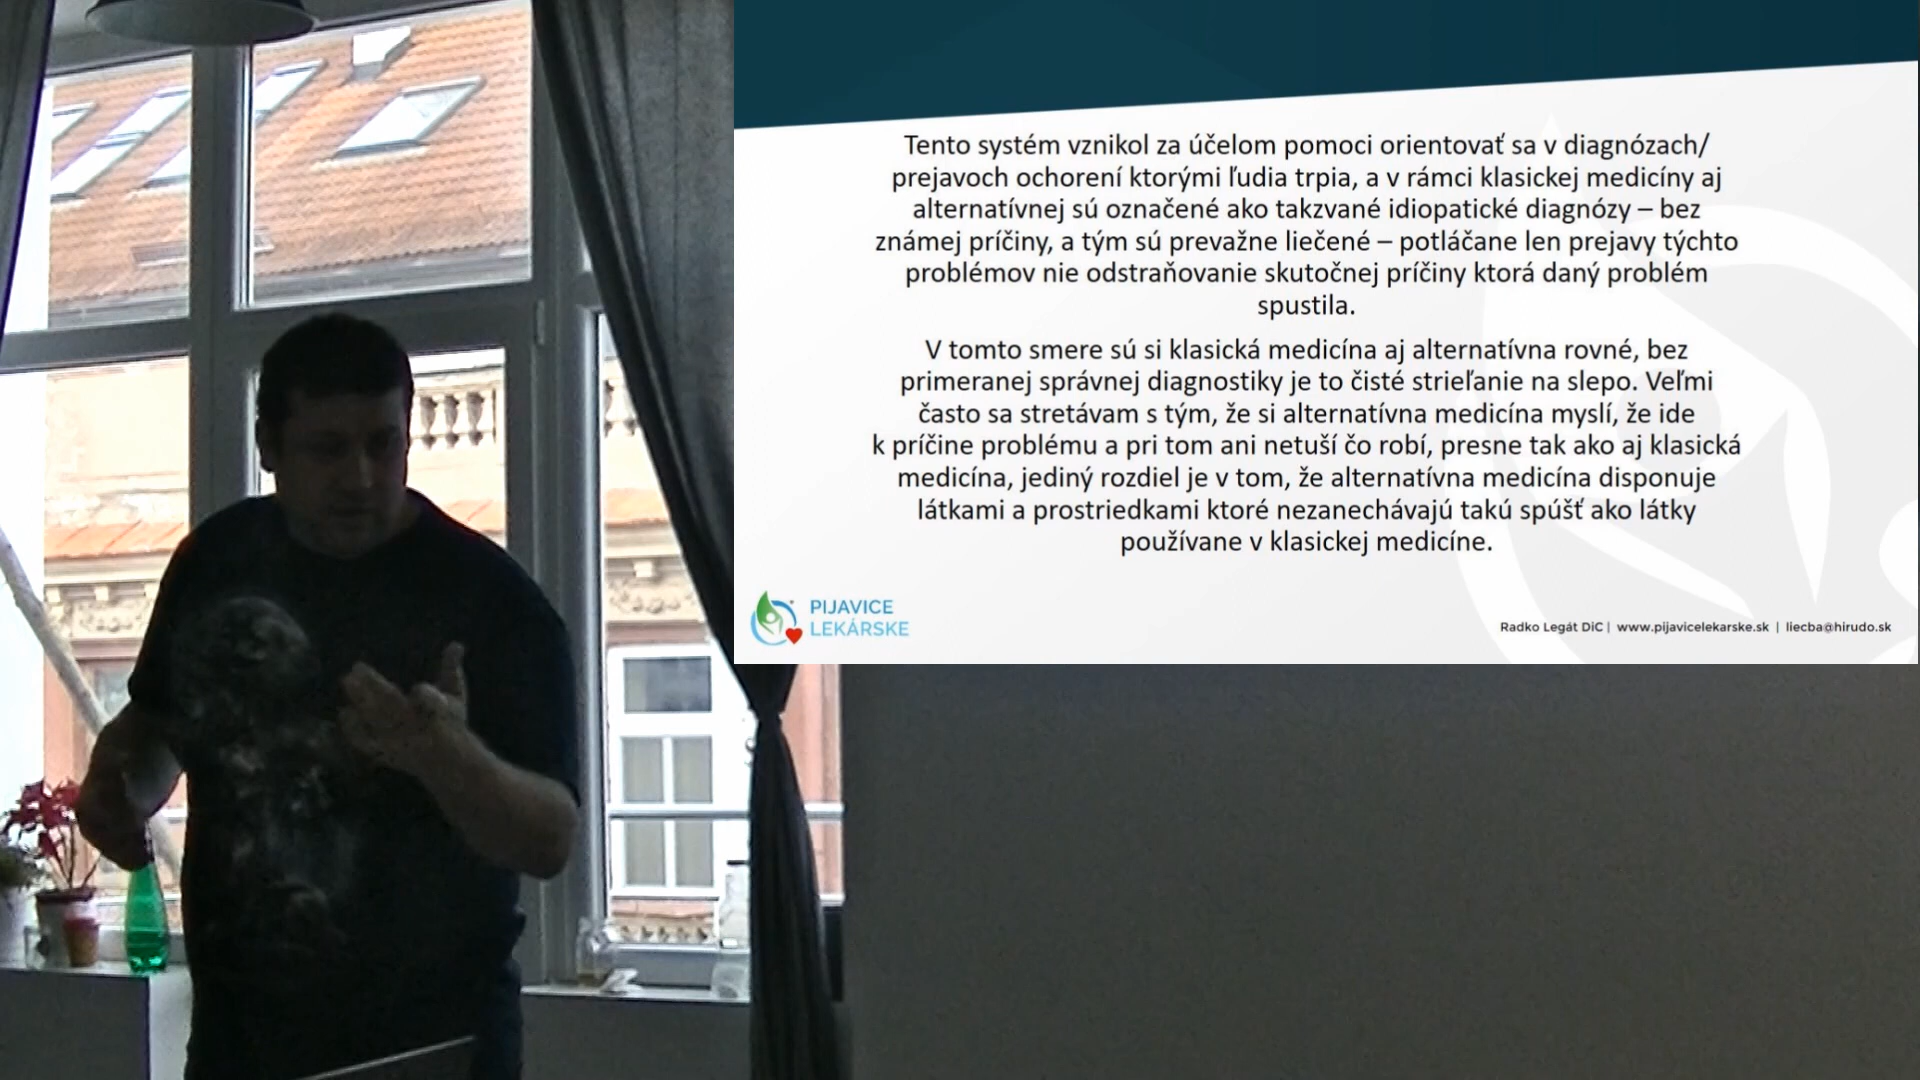 Tento systém vznikol za účelom pomoci orientovať sa v diagnózach/
prejavoch ochorení ktorými ľudia trpia, a v rámci klasickej medicíny aj
alternatívnej sú označené ako takzvané idiopatické diagnózy – bez
známej príčiny, a tým sú prevažne liečené – potláčane len prejavy týchto
problémov nie odstraňovanie skutočnej príčiny ktorá daný problém
spustila.
V tomto smere sú si klasická medicína aj alternatívna rovné, bez
primeranej správnej diagnostiky je to čisté strieľanie na slepo. Veľmi
často sa stretávam s tým, že si alternatívna medicína myslí, že ide
k príčine problému a pri tom ani netuší čo robí, presne tak ako aj klasická
medicína, jediný rozdiel je v tom, že alternatívna medicína disponuje
látkami a prostriedkami ktoré nezanechávajú takú spúšť ako látky
používane v klasickej medicíne.
PIJAVICE
LEKÁRSKE
Radko Legát DiC | www.pijavicelekarske.sk | liecba@hirudo.sk